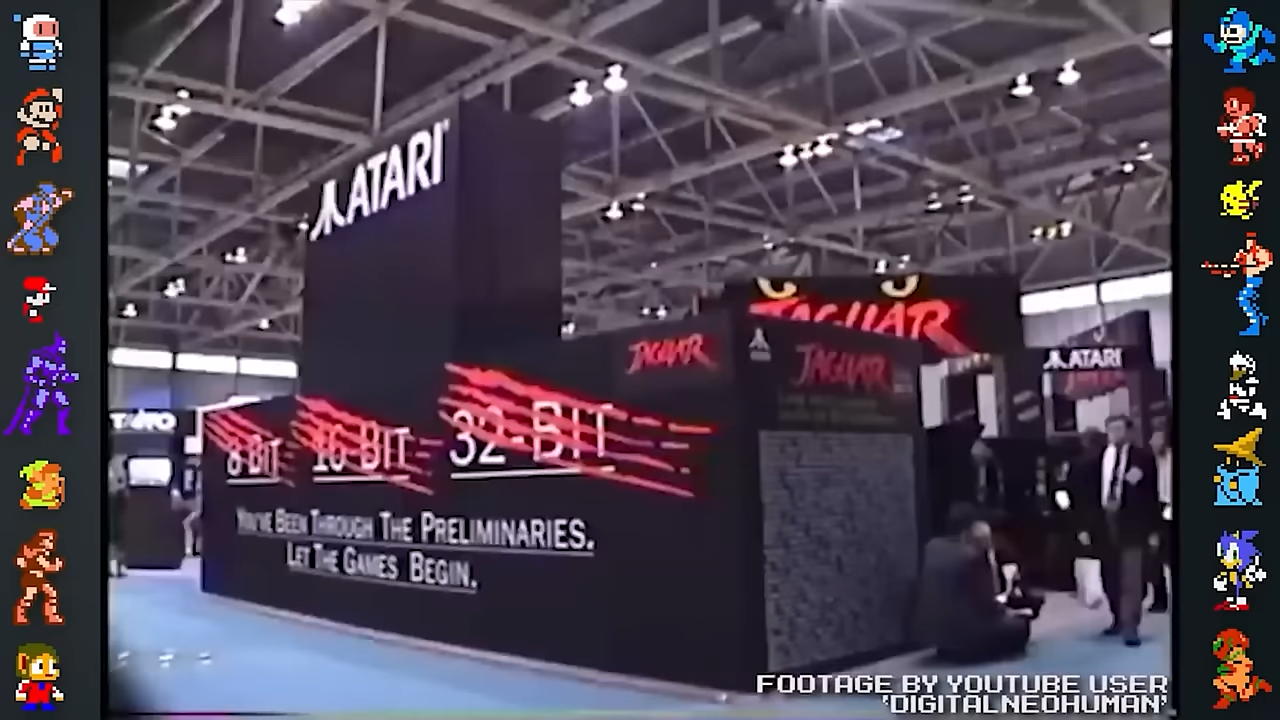 ATARI
JAGUAR
JAGUAR
JAGUAR
ATARI
TAITO
8 BIT
16 BIT
32-BIT
YOU'VE BEEN THROUGH THE PRELIMINARIES.
LET THE GAMES BEGIN.
FOOTAGE BY YOUTUBE USER
'DIGITALNEOHUMAN'